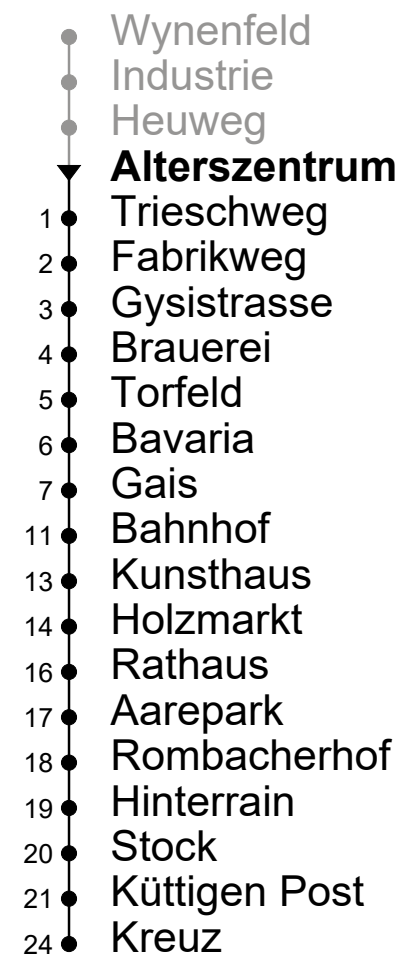 Wynenfeld
Industrie
Heuweg
Alterszentrum
1 Trieschweg
2 Fabrikweg
3 Gysistrasse
4 Brauerei
5 Torfeld
6 Bavaria
7 Gais
11 Bahnhof
13 Kunsthaus
14 Holzmarkt
16 Rathaus
17 Aarepark
18 Rombacherhof
19 Hinterrain
20 Stock
21 Küttigen Post
24 Kreuz